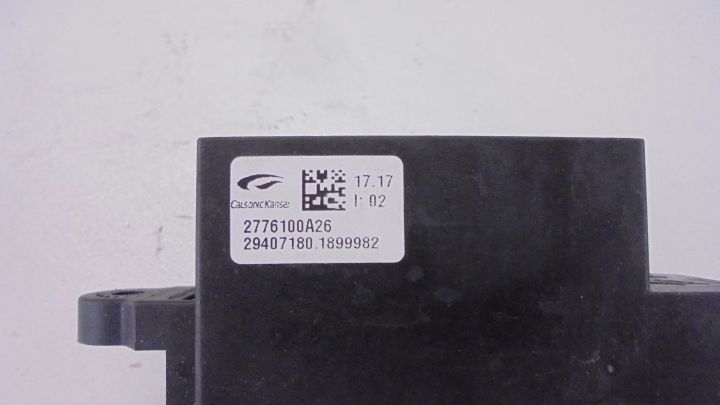 17.17
I: 02
CalsonicKansei
2776100A26
29407180.1899982